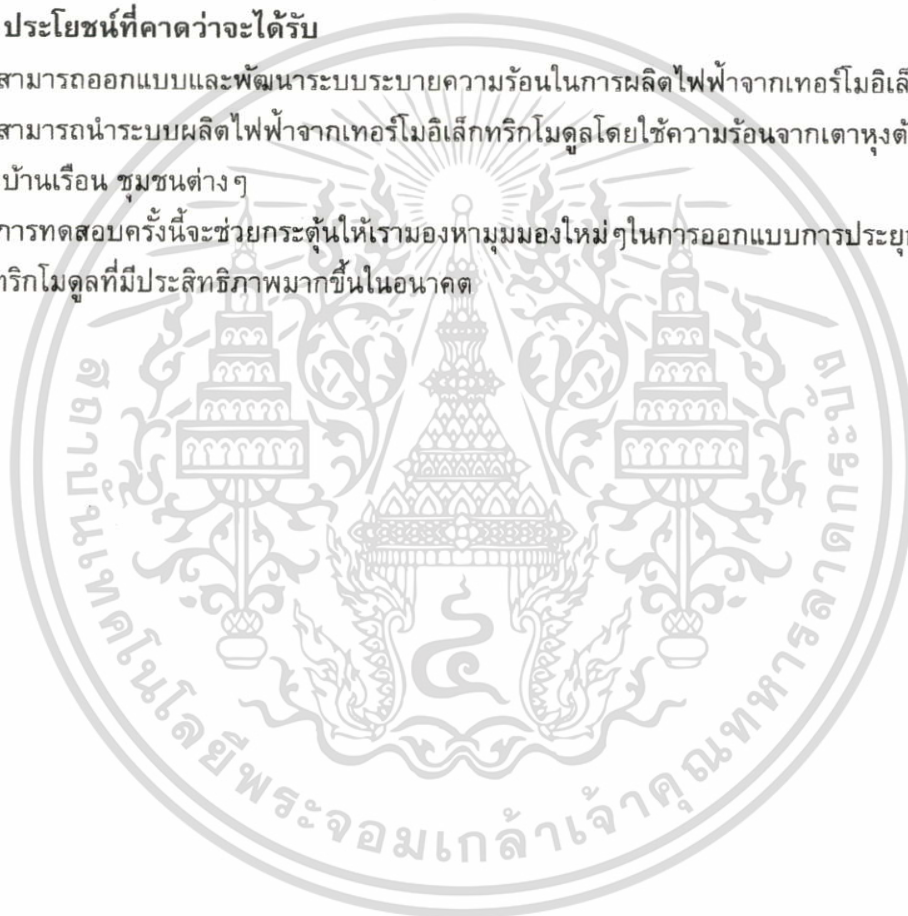 ประโยชน์ที่คาดว่าจะได้รับ
สามารถออกแบบและพัฒนาระบบระบายความร้อนในการผลิตไฟฟ้าจากเทอร์โมอิเล็
สามารถนำระบบผลิตไฟฟ้าจากเทอร์โมอิเล็กทริกโมดูลโดยใช้ความร้อนจากเตาหุงต้
บ้านเรือน ชุมชนต่างๆ
การทดสอบครั้งนี้จะช่วยกระตุ้นให้เรามองหามุมมองใหม่ๆในการออกแบบการประยุก
ทริกโมดูลที่มีประสิทธิภาพมากขึ้นในอนาคต
สถาบันเทคโนโลยีพระจอมเกล้าเจ้าคุณทหารลาดกระบัง